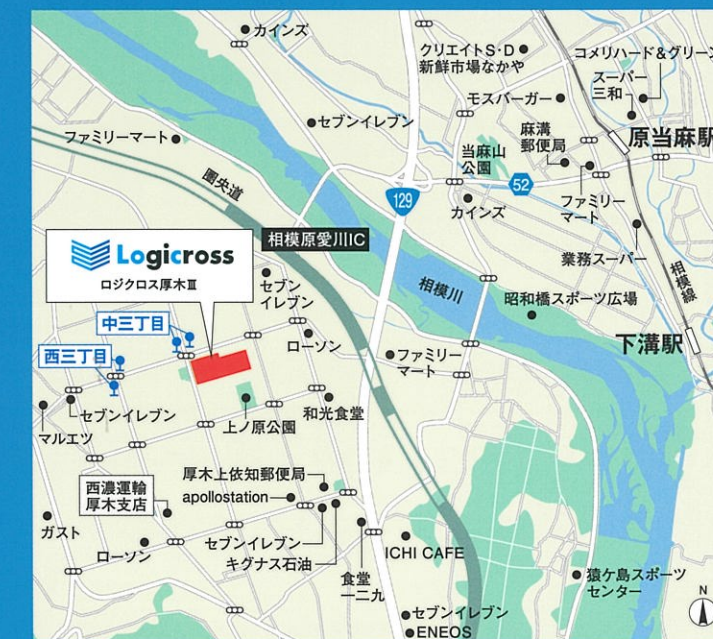 カインズ
クリエイトS・D
新鮮市場なかや
コメリハード&グリーン
スーパー
三和
モスバーガー
セブンイレブン
麻溝
郵便局
原当麻駅
ファミリーマート
当麻山
公園
圏央道
129
52
カインズ
ファミリー
マート
Logicross
ロジクロス厚木Ⅲ
相模原愛川IC
業務スーパー
相模線
セブン
イレブン
相模川
昭和橋スポーツ広場
中三丁目
ローソン
下溝駅
西三丁目
ファミリー
マート
セブンイレブン
マルエツ
上ノ原公園
和光食堂
厚木上依知郵便局
西濃運輸
厚木支店
apollostation
ガスト
ローソン
セブンイレブン
キグナス石油
ICHI CAFE
食堂
一二九
猿ケ島スポーツ
センター
セブンイレブン
ENEOS
N